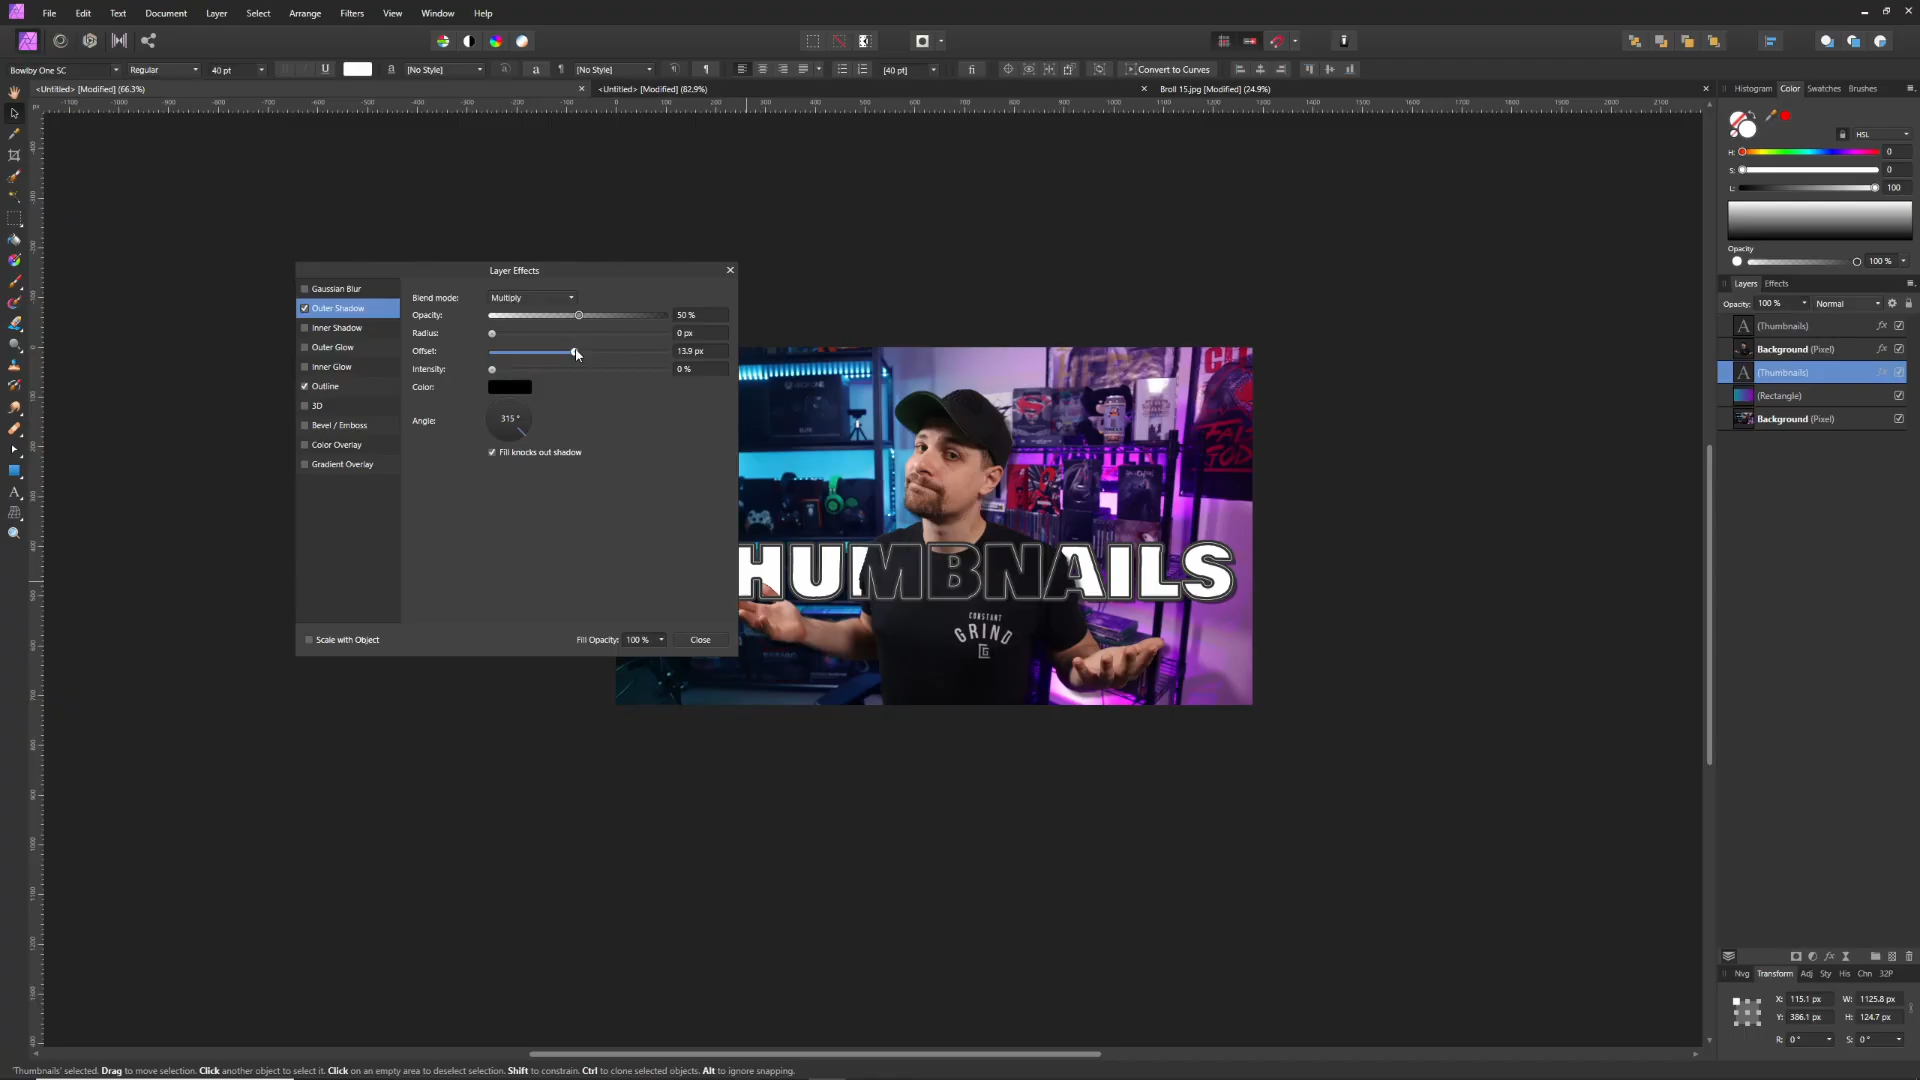 File Edit Text Document Layer Select Arrange Filters View Window Help
Bowlby One SC Regular 40 pt U a [No Style] a [No Style] [40 pt] fi Convert to Curves
<Untitled> [Modified] (66.3%) <Untitled> [Modified] (82.9%) Broll 15.jpg [Modified] (24.9%)
Histogram Color Swatches Brushes
HSL
H: 0
S: 0
L: 100
Opacity
100 %
Layers Effects
Opacity: 100 % Normal
A (Thumbnails) fx
Background (Pixel) fx
A (Thumbnails) fx
(Rectangle)
Background (Pixel)
Layer Effects
Gaussian Blur
Outer Shadow
Inner Shadow
Outer Glow
Inner Glow
Outline
3D
Bevel / Emboss
Color Overlay
Gradient Overlay
Blend mode: Multiply
Opacity: 50 %
Radius: 0 px
Offset: 13.9 px
Intensity: 0 %
Color:
Angle: 315 °
Fill knocks out shadow
Scale with Object Fill Opacity: 100 % Close
XBOX ONE
ELITE
HUMBNAILS
CONSTANT
GRIND
Nvg Transform Adj Sty His Chn 32P
X: 115.1 px W: 1125.8 px
Y: 386.1 px H: 124.7 px
R: 0 ° S: 0 °
'Thumbnails' selected. Drag to move selection. Click another object to select it. Click on an empty area to deselect selection. Shift to constrain. Ctrl to clone selected objects. Alt to ignore snapping.